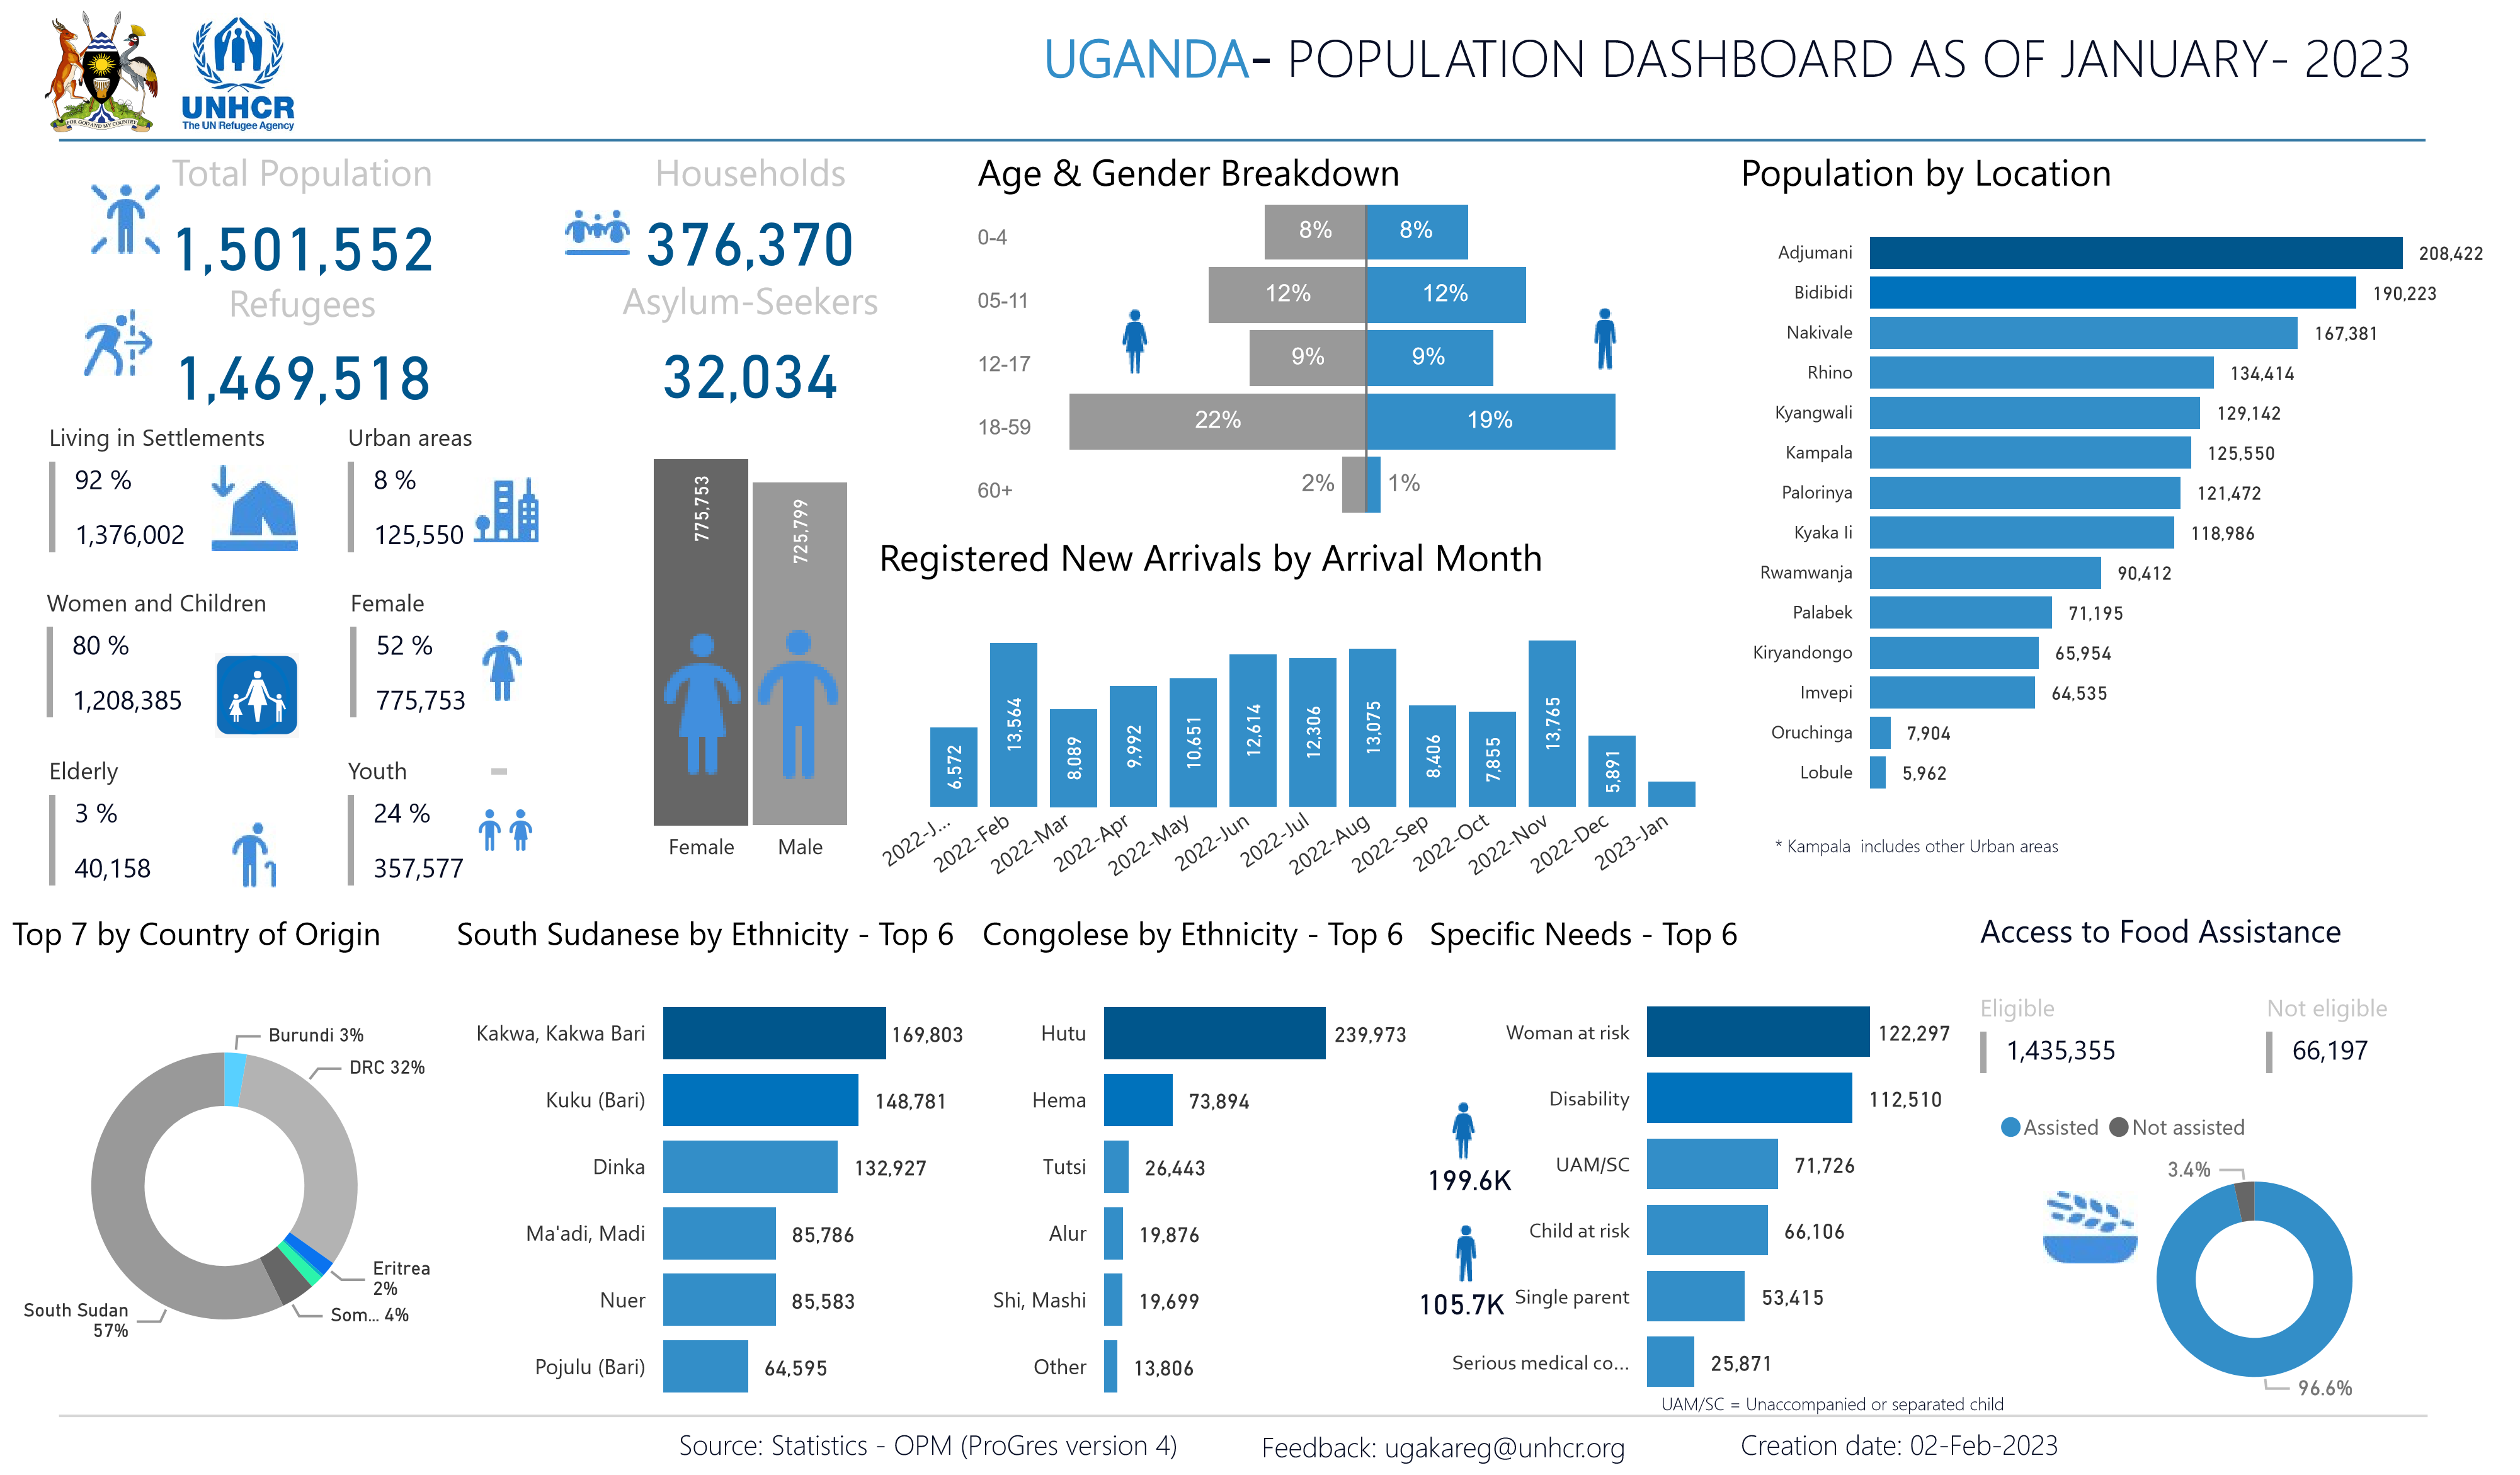 FOR GOD AND MY COUNTRY
UNHCR
The UN Refugee Agency
UGANDA- POPULATION DASHBOARD AS OF JANUARY- 2023
Total Population
1,501,552
Households
376,370
Refugees
1,469,518
Asylum-Seekers
32,034
Living in Settlements
92 %
1,376,002
Urban areas
8 %
125,550
Women and Children
80 %
1,208,385
Female
52 %
775,753
Elderly
3 %
40,158
Youth
24 %
357,577
775,753
725,799
Female
Male
Age & Gender Breakdown
0-4
8%
8%
05-11
12%
12%
12-17
9%
9%
18-59
22%
19%
60+
2%
1%
Registered New Arrivals by Arrival Month
6,572
13,564
8,089
9,992
10,651
12,614
12,306
13,075
8,406
7,855
13,765
5,891
2022-J...
2022-Feb
2022-Mar
2022-Apr
2022-May
2022-Jun
2022-Jul
2022-Aug
2022-Sep
2022-Oct
2022-Nov
2022-Dec
2023-Jan
Population by Location
Adjumani 208,422
Bidibidi 190,223
Nakivale 167,381
Rhino 134,414
Kyangwali 129,142
Kampala 125,550
Palorinya 121,472
Kyaka Ii 118,986
Rwamwanja 90,412
Palabek 71,195
Kiryandongo 65,954
Imvepi 64,535
Oruchinga 7,904
Lobule 5,962
* Kampala includes other Urban areas
Top 7 by Country of Origin
Burundi 3%
DRC 32%
Eritrea
2%
Som... 4%
South Sudan
57%
South Sudanese by Ethnicity - Top 6
Kakwa, Kakwa Bari 169,803
Kuku (Bari) 148,781
Dinka 132,927
Ma'adi, Madi 85,786
Nuer 85,583
Pojulu (Bari) 64,595
Congolese by Ethnicity - Top 6
Hutu 239,973
Hema 73,894
Tutsi 26,443
Alur 19,876
Shi, Mashi 19,699
Other 13,806
Specific Needs - Top 6
199.6K
105.7K
Woman at risk 122,297
Disability 112,510
UAM/SC 71,726
Child at risk 66,106
Single parent 53,415
Serious medical co... 25,871
UAM/SC = Unaccompanied or separated child
Access to Food Assistance
Eligible
1,435,355
Not eligible
66,197
Assisted
Not assisted
3.4%
96.6%
Source: Statistics - OPM (ProGres version 4)
Feedback: ugakareg@unhcr.org
Creation date: 02-Feb-2023